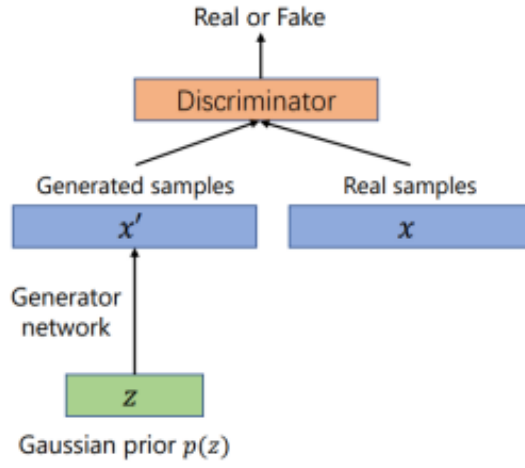 Real or Fake
Discriminator
Generated samples
Real samples
x′
x
Generator
network
z
Gaussian prior p(z)